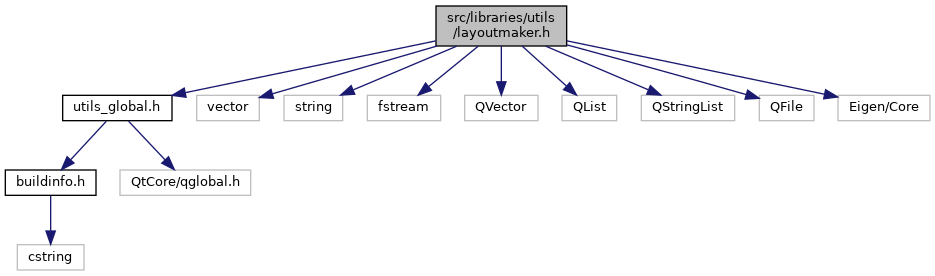 src/libraries/utils
/layoutmaker.h
utils_global.h
vector
string
fstream
QVector
QList
QStringList
QFile
Eigen/Core
buildinfo.h
QtCore/qglobal.h
cstring